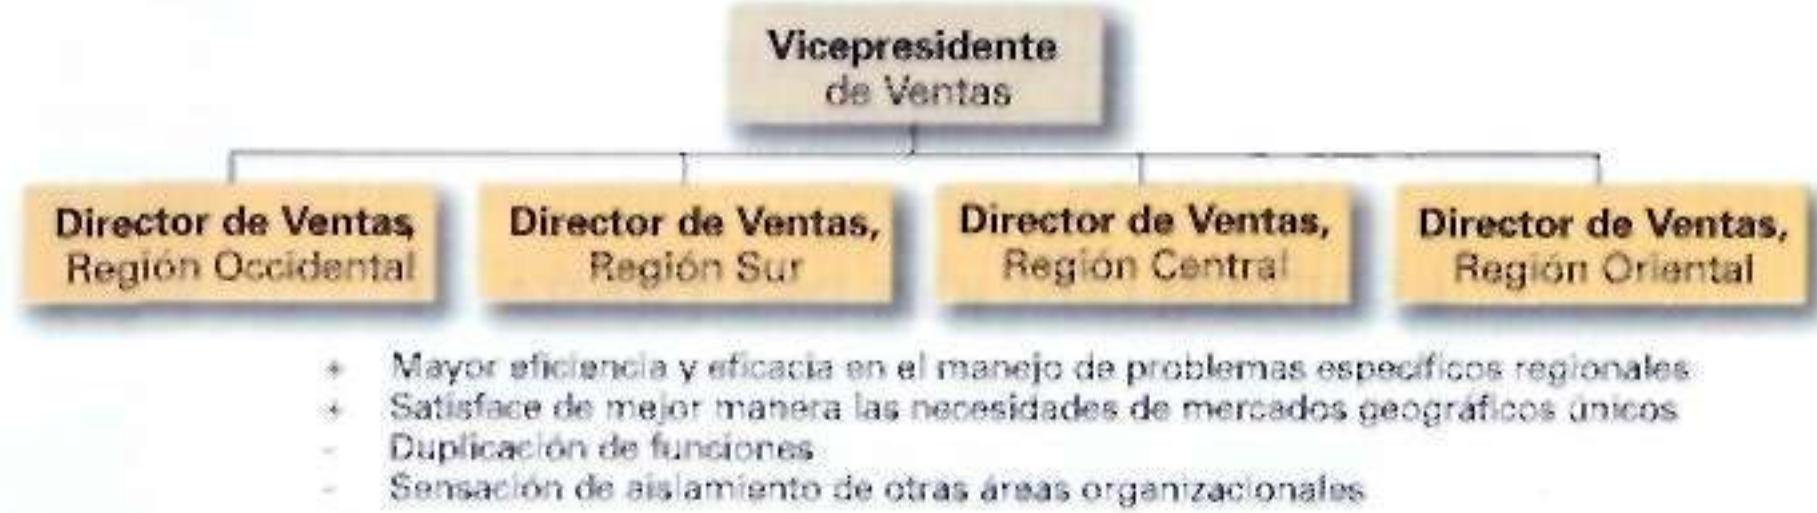 Vicepresidente
de Ventas
Director de Ventas,
Región Occidental
Director de Ventas,
Región Sur
Director de Ventas,
Región Central
Director de Ventas,
Región Oriental
+ Mayor eficiencia y eficacia en el manejo de problemas específicos regionales
+ Satisface de mejor manera las necesidades de mercados geográficos únicos
- Duplicación de funciones
- Sensación de aislamiento de otras áreas organizacionales